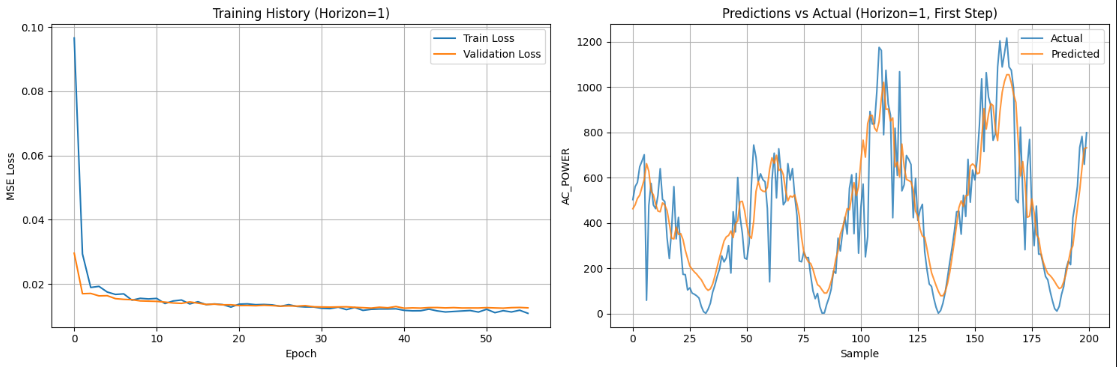 Training History (Horizon=1)
Train Loss
Validation Loss
MSE Loss
0.10
0.08
0.06
0.04
0.02
0 10 20 30 40 50
Epoch
Predictions vs Actual (Horizon=1, First Step)
Actual
Predicted
AC_POWER
1200
1000
800
600
400
200
0
0 25 50 75 100 125 150 175 200
Sample